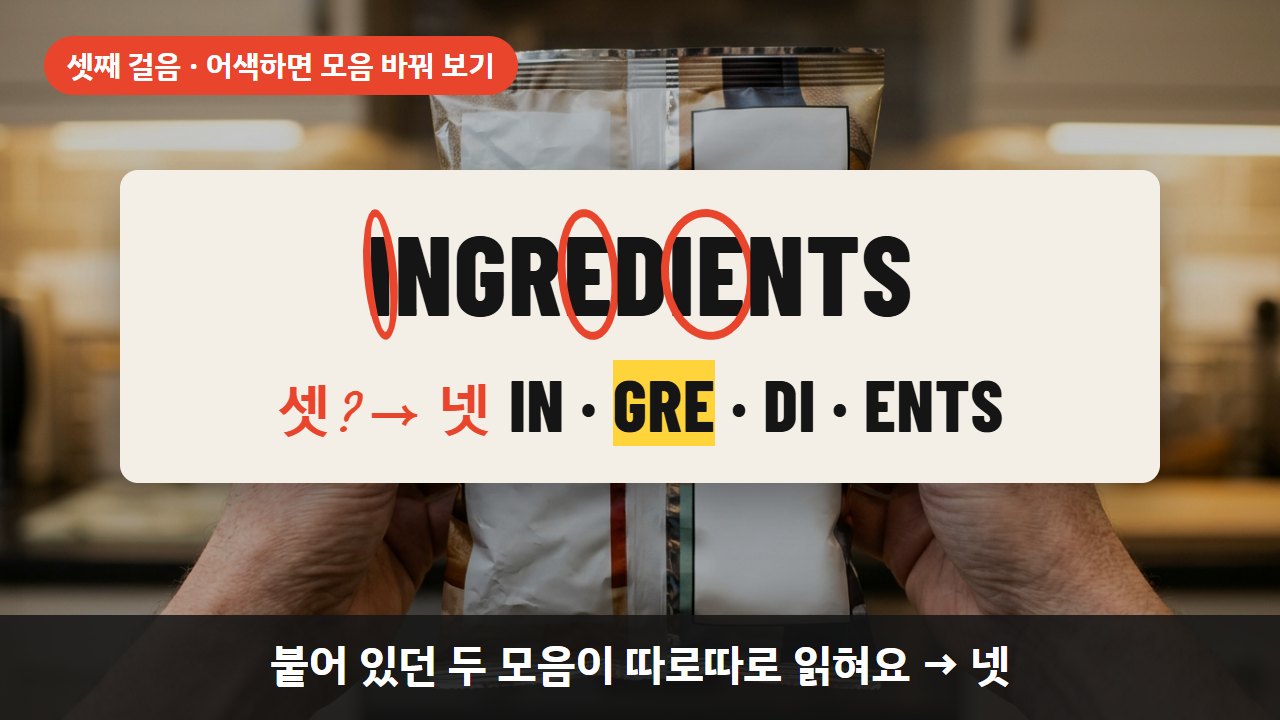 셋째 걸음 · 어색하면 모음 바꿔 보기
INGREDIENTS
셋?→ 넷 IN · GRE · DI · ENTS
붙어 있던 두 모음이 따로따로 읽혀요 → 넷